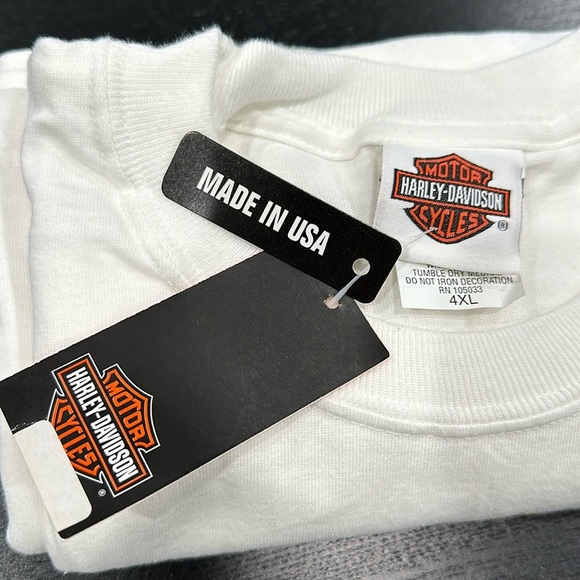 MADE IN USA
MOTOR
HARLEY-DAVIDSON
CYCLES
®
TUMBLE DRY
DO NOT IRON DECORATION
RN 105033
4XL
MOTOR
HARLEY-DAVIDSON
CYCLES
®